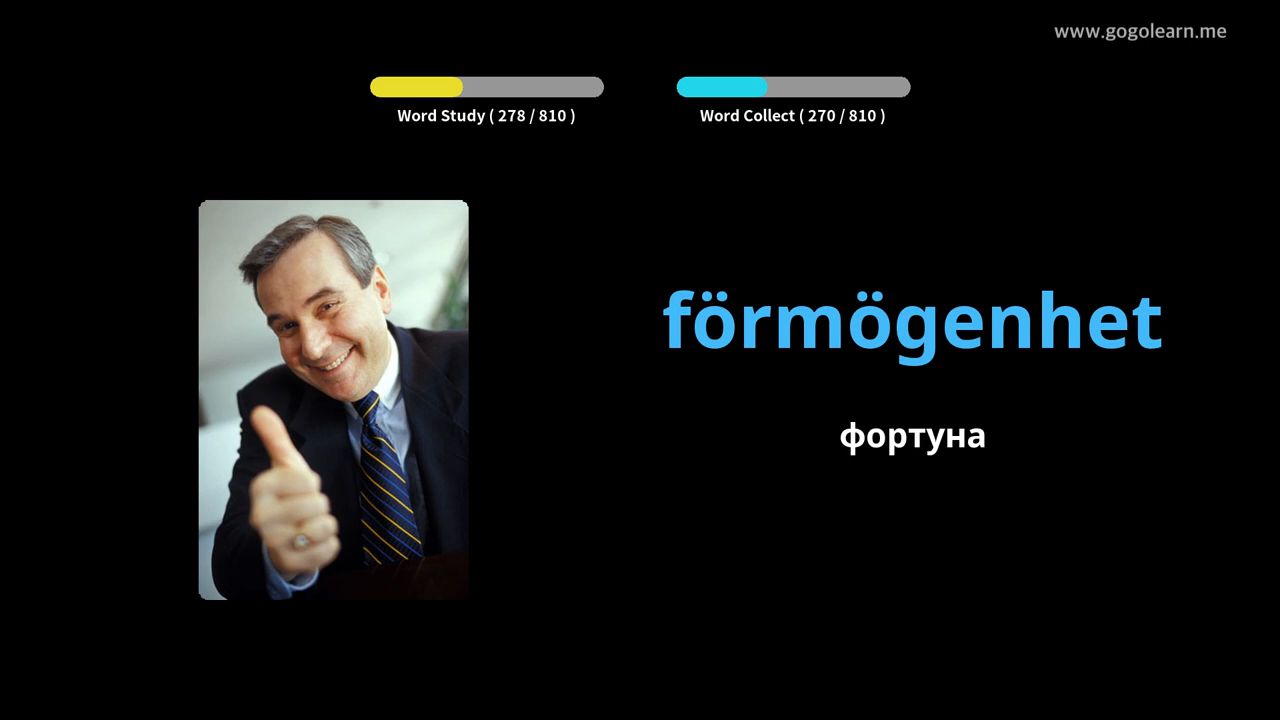 www.gogolearn.me
Word Study ( 278 / 810 )
Word Collect ( 270 / 810 )
förmögenhet
фортуна